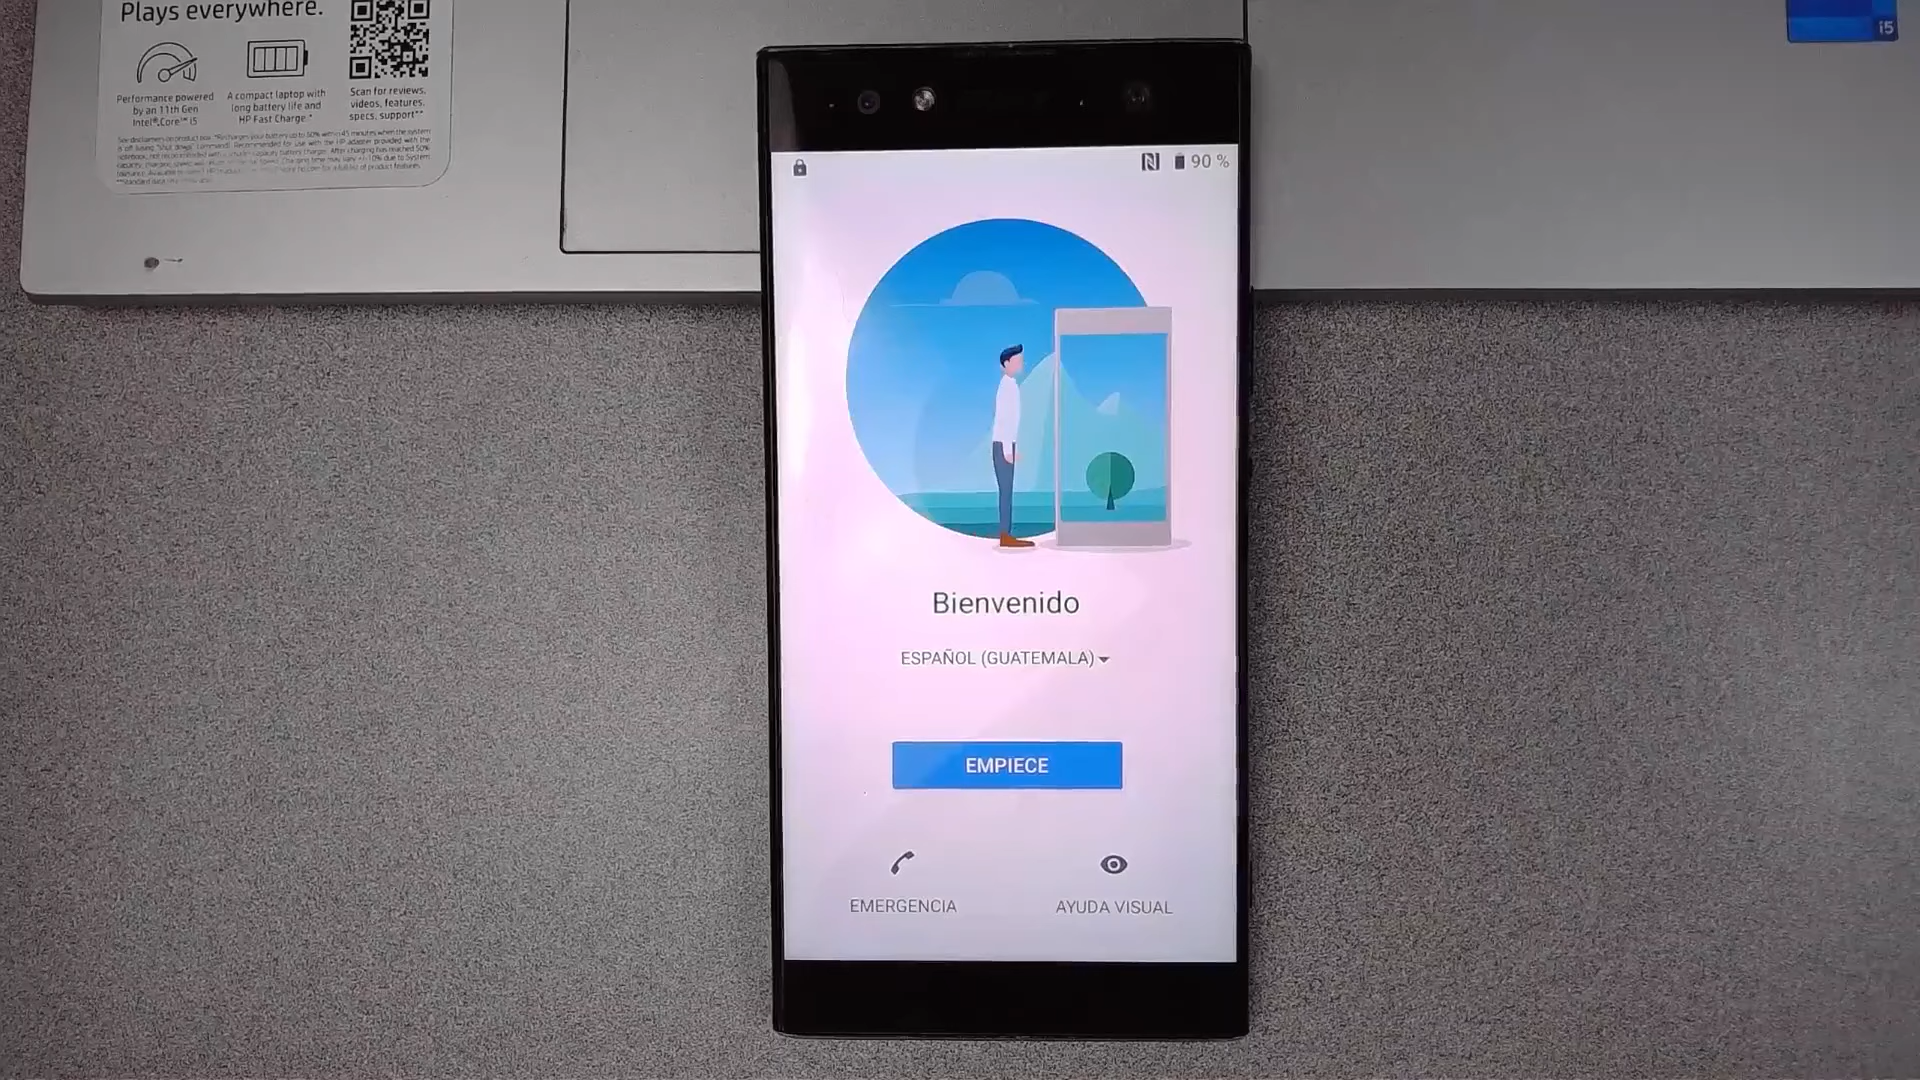 Plays everywhere.
Performance powered
by an 11th Gen
Intel® Core™ i5
A compact laptop with
long battery life and
HP Fast Charge.*
Scan for reviews,
videos, features,
specs, support**
i5
90 %
Bienvenido
ESPAÑOL (GUATEMALA)
EMPIECE
EMERGENCIA
AYUDA VISUAL